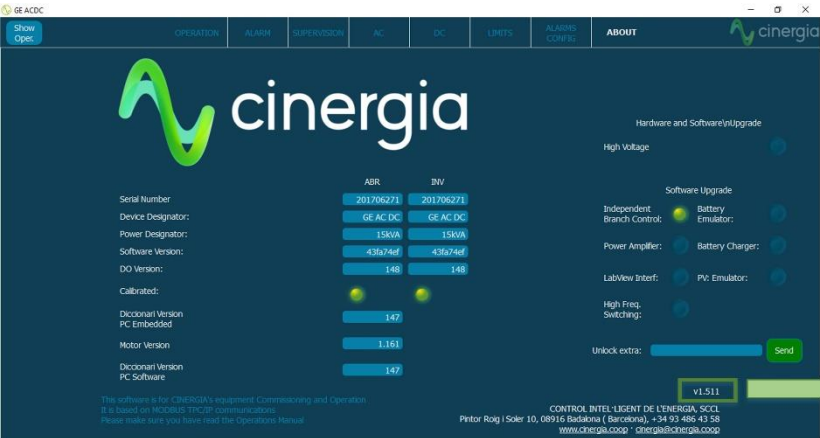 GE ACDC
Show
Oper.
OPERATION
ALARM
SUPERVISION
AC
DC
LIMITS
ALARMS
CONFIG
ABOUT
cinergia
cinergia
Hardware and Software\nUpgrade
High Voltage
ABR INV
Serial Number 201706271 201706271
Device Designator: GE AC DC GE AC DC
Power Designator: 15kVA 15kVA
Software Version: 43fa74ef 43fa74ef
DO Version: 148 148
Calibrated:
Diccionari Version
PC Embedded 147
Motor Version 1.161
Diccionari Version
PC Software 147
Software Upgrade
Independent
Branch Control:
Battery
Emulator:
Power Amplifier: Battery Charger:
LabView Interf: PV: Emulator:
High Freq.
Switching:
Unlock extra: Send
v1.511
This software is for CINERGIA's equipment Commissioning and Operation
It is based on MODBUS TPC/IP communications
Please make sure you have read the Operations Manual
CONTROL INTEL·LIGENT DE L'ENERGIA, SCCL
Pintor Roig i Soler 10, 08916 Badalona ( Barcelona), +34 93 486 43 58
www.cinergia.coop · cinergia@cinergia.coop